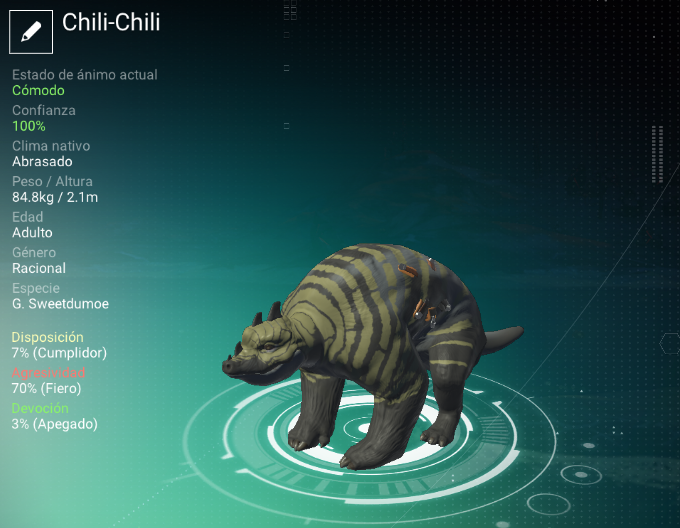 Chili-Chili
Estado de ánimo actual
Cómodo
Confianza
100%
Clima nativo
Abrasado
Peso / Altura
84.8kg / 2.1m
Edad
Adulto
Género
Racional
Especie
G. Sweetdumoe
Disposición
7% (Cumplidor)
Agresividad
70% (Fiero)
Devoción
3% (Apegado)